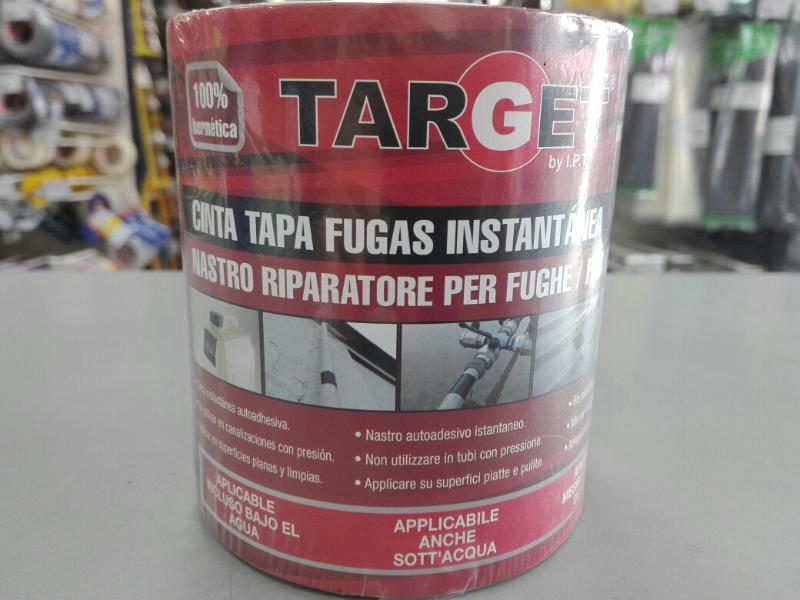 100%
hermética
TARGET
by I.P.T.
CINTA TAPA FUGAS INSTANTÁNEA
NASTRO RIPARATORE PER FUGHE /
instantánea autoadhesiva.
en canalizaciones con presión.
en superficies planas y limpias.
• Nastro autoadesivo Istantaneo.
• Non utilizzare in tubi con pressione.
• Applicare su superfici piatte e pulite.
APLICABLE
INCLUSO BAJO EL
AGUA
APPLICABILE
ANCHE
SOTT'ACQUA